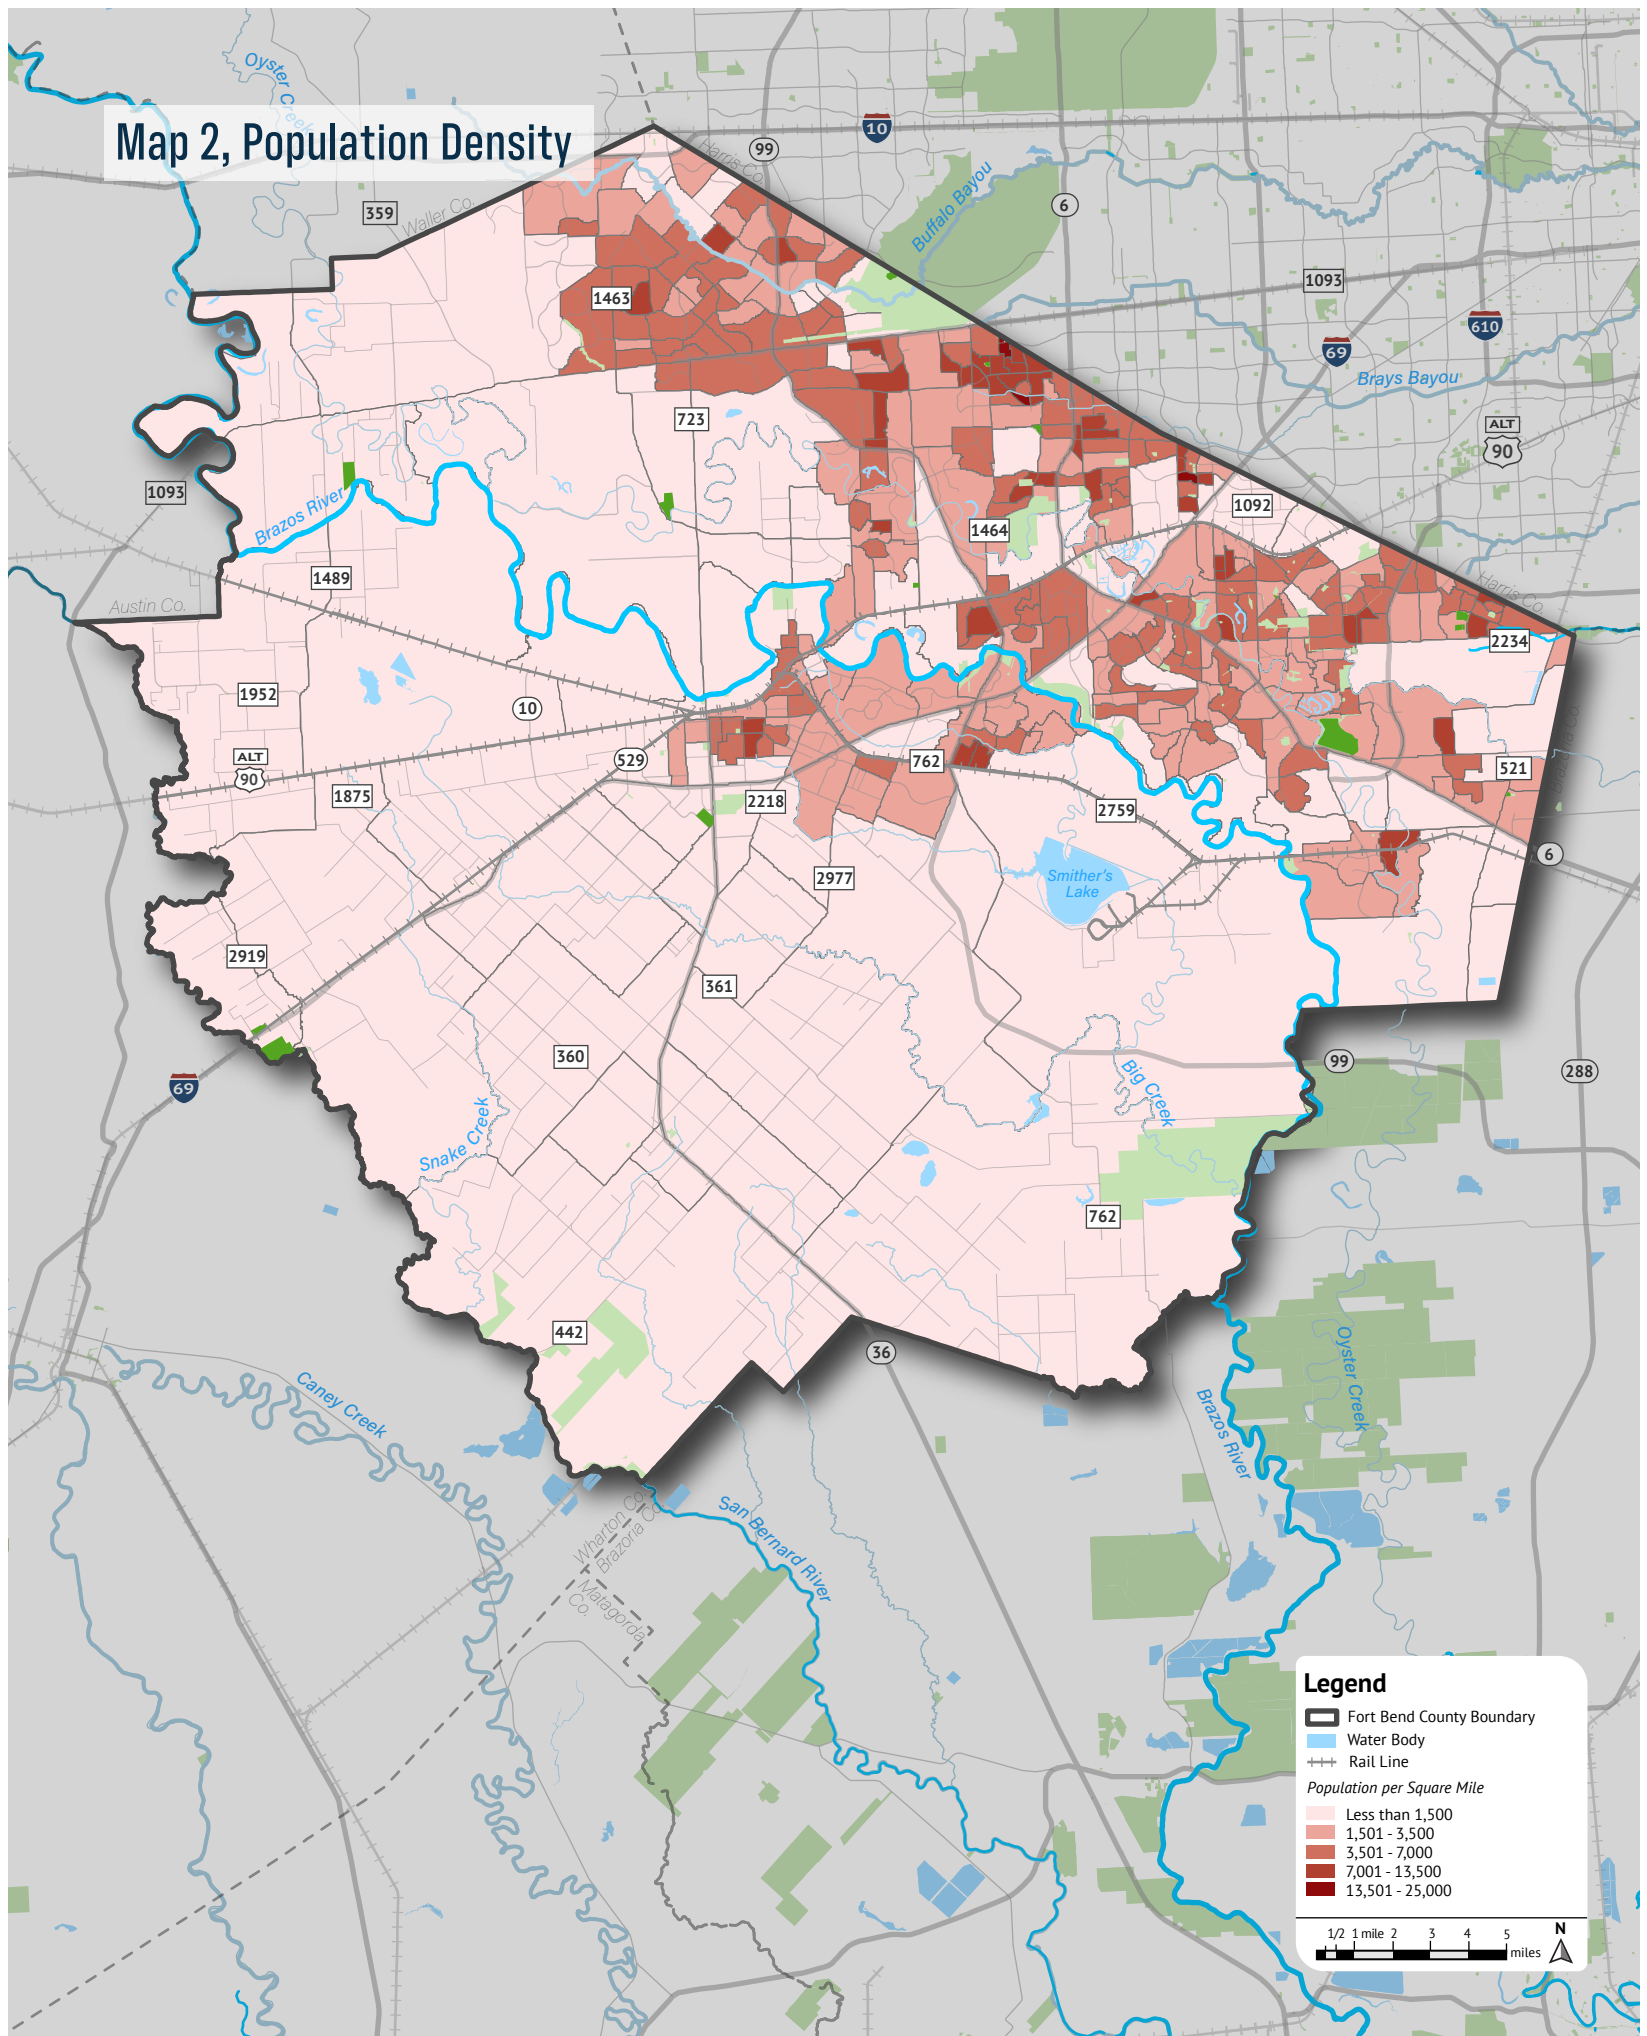 Map 2, Population Density
Oyster Creek
10
99
Harris Co.
359
Waller Co.
6
Buffalo Bayou
1093
1463
610
69
Brays Bayou
723
ALT
90
1093
Brazos River
1092
1464
1489
Austin Co.
Harris Co.
2234
1952
10
ALT
90
529
762
521
1875
2218
2759
6
Smither's
Lake
2977
2919
361
360
99
288
69
Big Creek
Snake Creek
762
442
36
Oyster Creek
Caney Creek
Brazos River
San Bernard River
Wharton Co.
Brazoria Co.
Matagorda
Co.
Legend
Fort Bend County Boundary
Water Body
Rail Line
Population per Square Mile
Less than 1,500
1,501 - 3,500
3,501 - 7,000
7,001 - 13,500
13,501 - 25,000
1/2 1 mile 2 3 4 5
miles
N